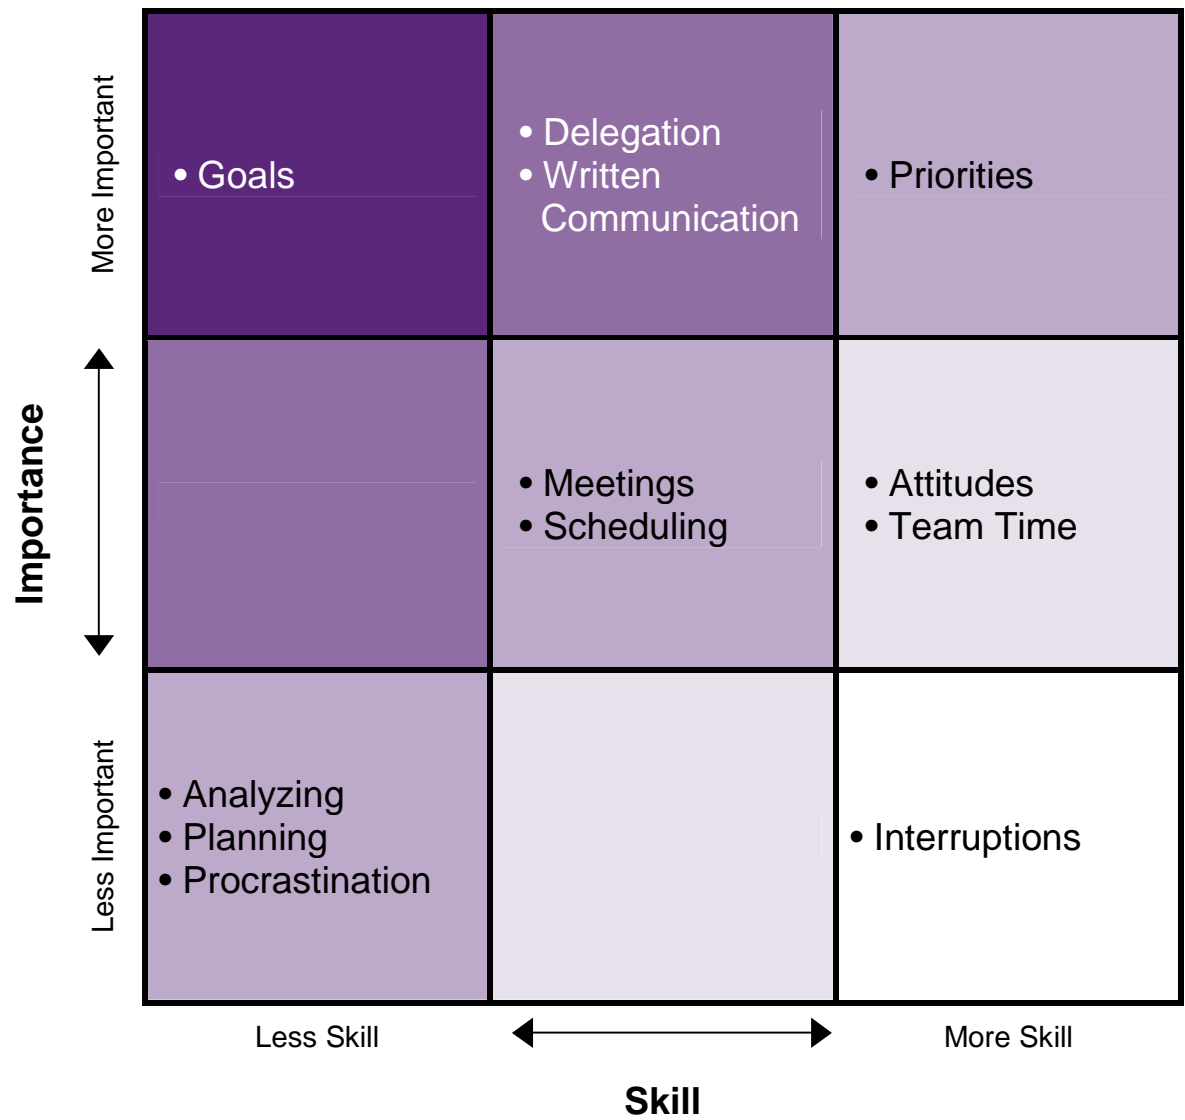 More Important
• Goals
• Delegation
• Written
Communication
• Priorities
Importance
• Meetings
• Scheduling
• Attitudes
• Team Time
Less Important
• Analyzing
• Planning
• Procrastination
• Interruptions
Less Skill
More Skill
Skill